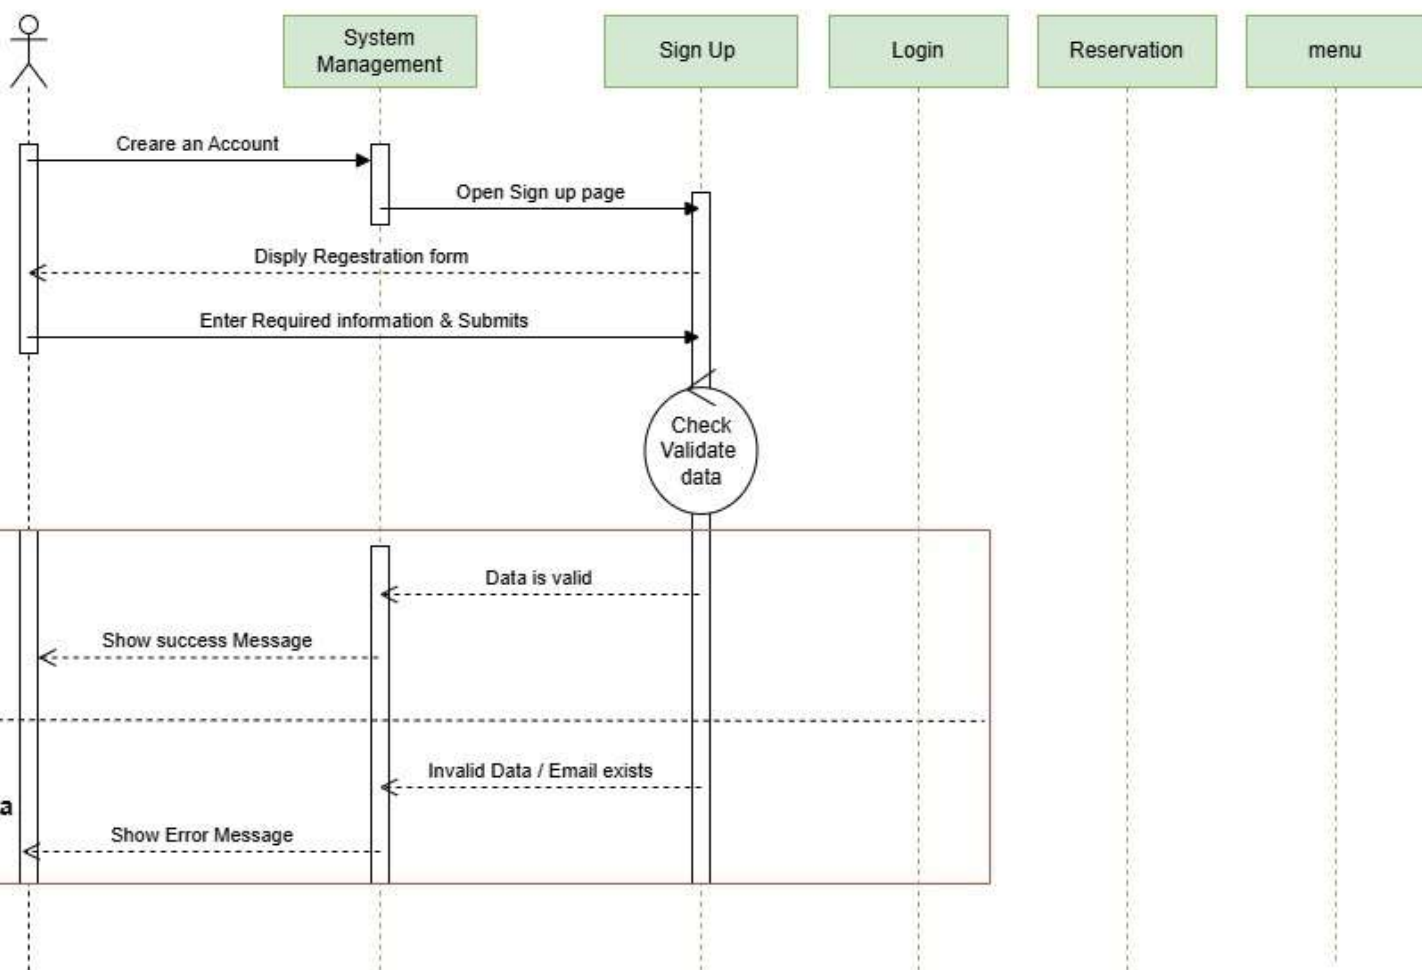 System
Management
Sign Up
Login
Reservation
menu
Creare an Account
Open Sign up page
Disply Regestration form
Enter Required information & Submits
Check
Validate
data
Data is valid
Show success Message
Invalid Data / Email exists
a
Show Error Message